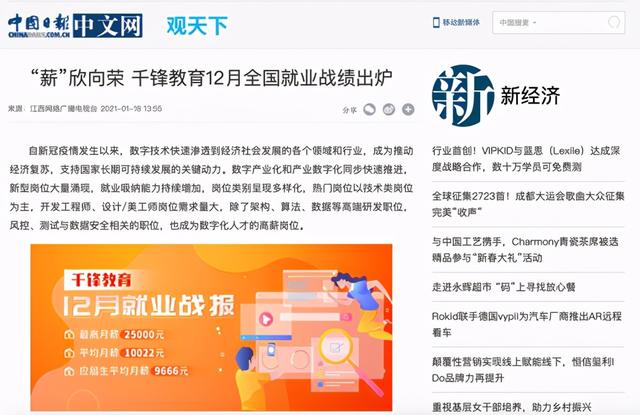 中国日报 中文网 观天下
CHINADAILY.COM.CN
移动新媒体
中国搜索
“薪”欣向荣 千锋教育12月全国就业战绩出炉
来源：江西网络广播电视台 2021-01-18 13:55
分享
自新冠疫情发生以来，数字技术快速渗透到经济社会发展的各个领域和行业，成为推动
经济复苏，支持国家长期可持续发展的关键动力。数字产业化和产业数字化同步快速推进，
新型岗位大量涌现，就业吸纳能力持续增加，岗位类别呈现多样化，热门岗位以技术类岗位
为主，开发工程师、设计/美工师岗位需求量大，除了架构、算法、数据等高端研发职位，
风控、测试与数据安全相关的职位，也成为数字化人才的高薪岗位。
千锋教育
12月就业战报
最高月薪 25000元
平均月薪 10022元
应届生平均月薪 9666元
新 新经济
行业首创！VIPKID与蓝思（Lexile）达成深
度战略合作，数十万学员可免费测
全球征集2723首！成都大运会歌曲大众征集
完美“收声”
与中国工艺携手，Charmony青瓷茶席被选
精品参与“新春大礼”活动
走进永辉超市 “码”上寻找放心餐
Rokid联手德国vypii为汽车厂商推出AR远程
看车
颠覆性营销实现线上赋能线下，恒信玺利I
Do品牌力再提升
重视基层女干部培养，助力乡村振兴